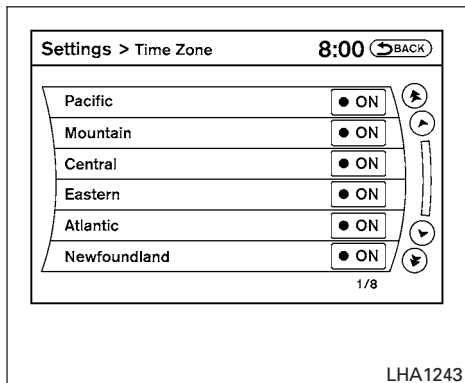 Settings > Time Zone 8:00 BACK
Pacific ON
Mountain ON
Central ON
Eastern ON
Atlantic ON
Newfoundland ON
1/8
LHA1243